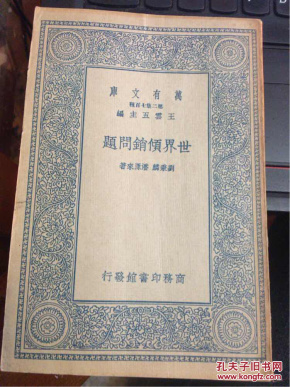 庫文有萬
種百七集二第
編主五雲王
題問銷傾界世
著家漾潘 麟秉劉
行發館書印務商
孔夫子旧书网